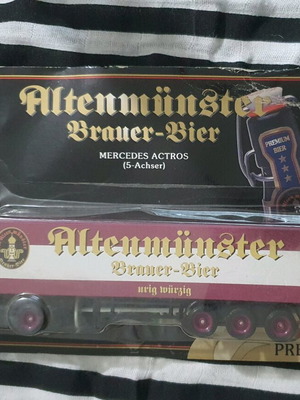 Altenmünster
Brauer-Bier
MERCEDES ACTROS
(5-Achser)
PREMIUM
BIER
Altenmünster
Brauer-Bier
urig würzig
PRE